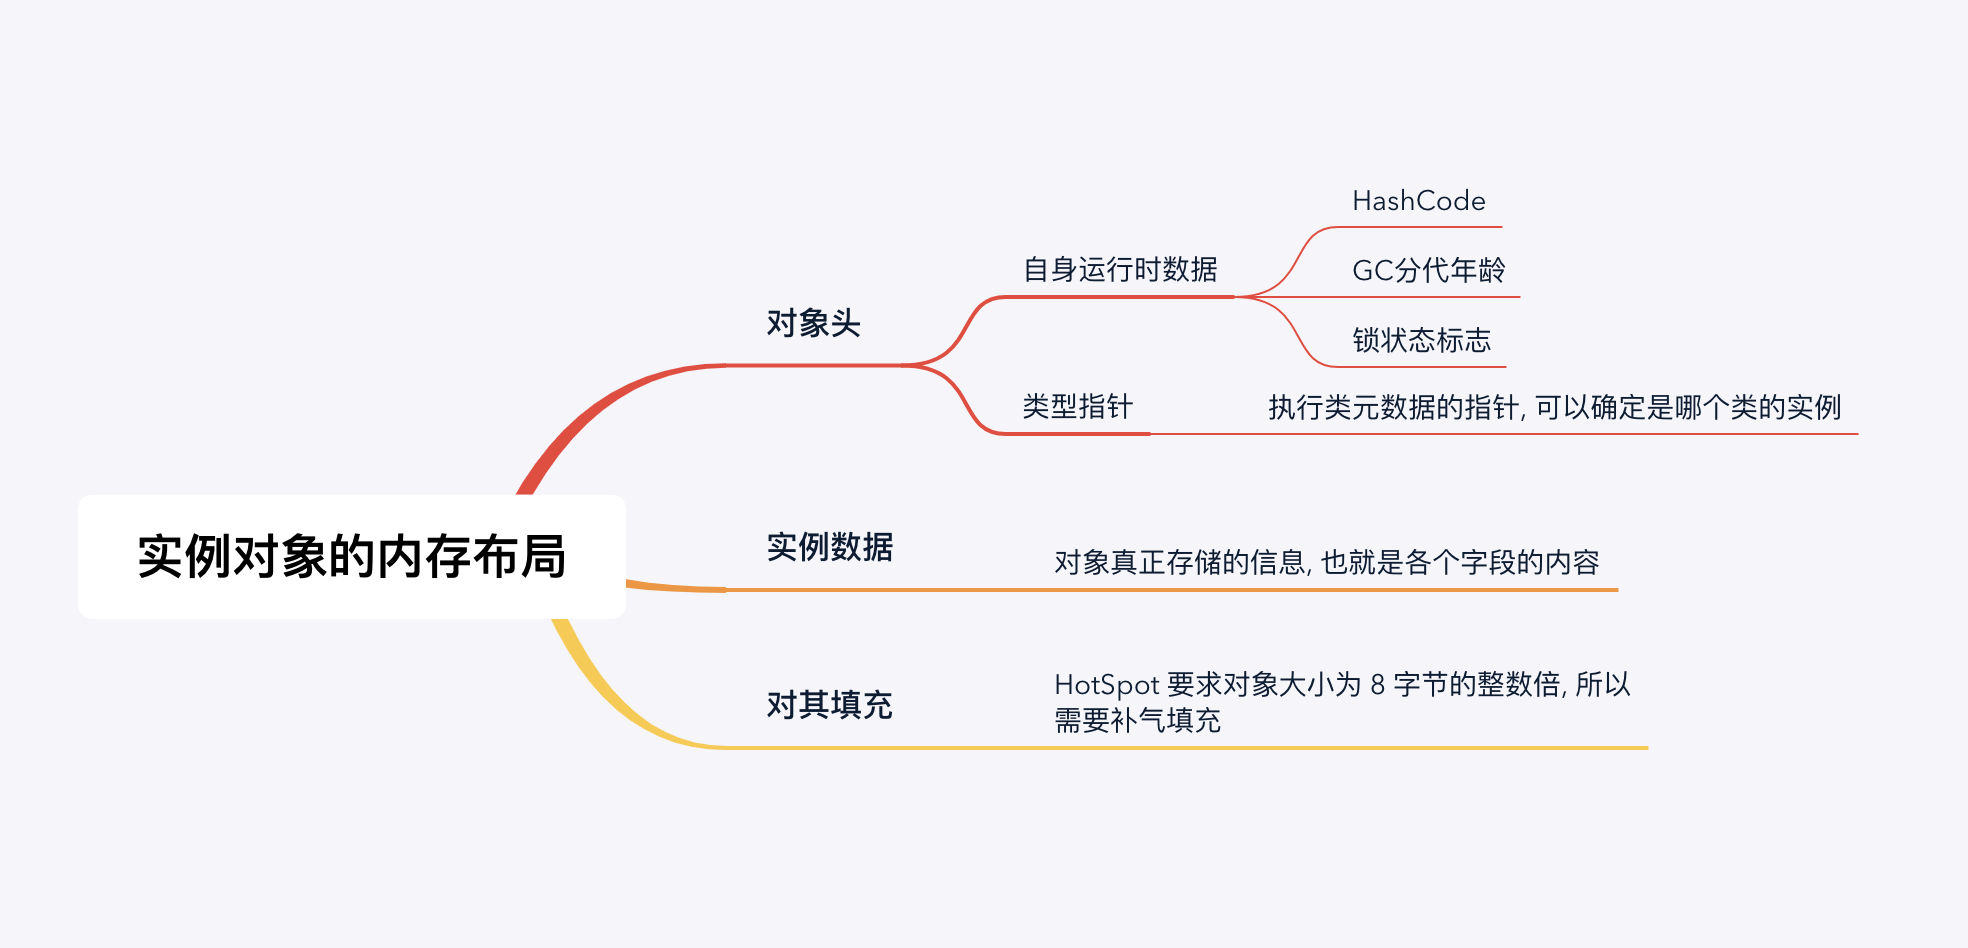 实例对象的内存布局
对象头
自身运行时数据
HashCode
GC分代年龄
锁状态标志
类型指针
执行类元数据的指针, 可以确定是哪个类的实例
实例数据
对象真正存储的信息, 也就是各个字段的内容
对其填充
HotSpot 要求对象大小为 8 字节的整数倍, 所以
需要补气填充